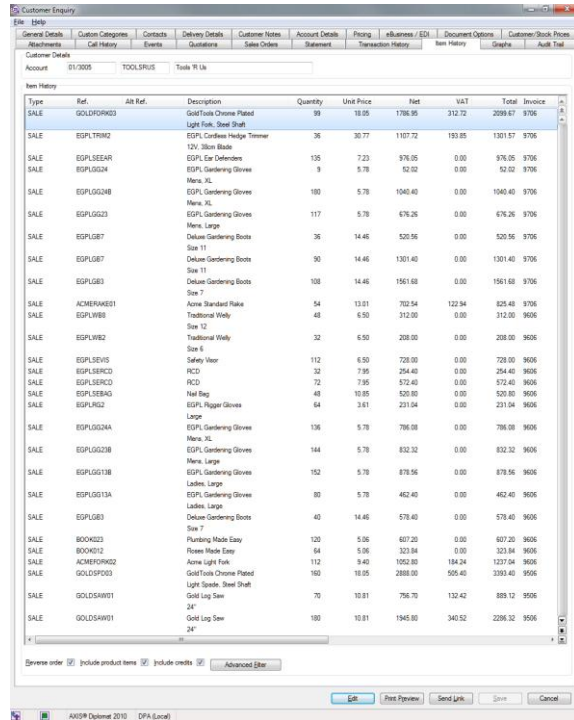 Customer Enquiry
File Help
General Details Custom Categories Contacts Delivery Details Customer Notes Account Details Pricing eBusiness / EDI Document Options Customer/Stock Prices
Attachments Call History Events Quotations Sales Orders Statement Transaction History Item History Graphs Audit Trail
Customer Details
Account 01/3005 TOOLSRUS Tools 'R Us
Item History
Type Ref. Alt Ref. Description Quantity Unit Price Net VAT Total Invoice
SALE GOLDFORK03 GoldTools Chrome Plated 99 18.05 1786.95 312.72 2099.67 9706
Light Fork, Steel Shaft
SALE EGPLTRIM2 EGPL Cordless Hedge Trimmer 36 30.77 1107.72 193.85 1301.57 9706
12V, 38cm Blade
SALE EGPLSEEAR EGPL Ear Defenders 135 7.23 976.05 0.00 976.05 9706
SALE EGPLGG24 EGPL Gardening Gloves 9 5.78 52.02 0.00 52.02 9706
Mens, XL
SALE EGPLGG24B EGPL Gardening Gloves 180 5.78 1040.40 0.00 1040.40 9706
Mens, XL
SALE EGPLGG23 EGPL Gardening Gloves 117 5.78 676.26 0.00 676.26 9706
Mens, Large
SALE EGPLGB7 Deluxe Gardening Boots 36 14.46 520.56 0.00 520.56 9706
Size 11
SALE EGPLGB7 Deluxe Gardening Boots 90 14.46 1301.40 0.00 1301.40 9706
Size 11
SALE EGPLGB3 Deluxe Gardening Boots 108 14.46 1561.68 0.00 1561.68 9706
Size 7
SALE ACMERAKE01 Acme Standard Rake 54 13.01 702.54 122.94 825.48 9706
SALE EGPLWB8 Traditional Welly 48 6.50 312.00 0.00 312.00 9606
Size 12
SALE EGPLWB2 Traditional Welly 32 6.50 208.00 0.00 208.00 9606
Size 6
SALE EGPLSEVIS Safety Visor 112 6.50 728.00 0.00 728.00 9606
SALE EGPLSERCD RCD 32 7.95 254.40 0.00 254.40 9606
SALE EGPLSERCD RCD 72 7.95 572.40 0.00 572.40 9606
SALE EGPLSEBAG Nail Bag 48 10.85 520.80 0.00 520.80 9606
SALE EGPLRG2 EGPL Rigger Gloves 64 3.61 231.04 0.00 231.04 9606
Large
SALE EGPLGG24A EGPL Gardening Gloves 136 5.78 786.08 0.00 786.08 9606
Mens, XL
SALE EGPLGG23B EGPL Gardening Gloves 144 5.78 832.32 0.00 832.32 9606
Mens, Large
SALE EGPLGG13B EGPL Gardening Gloves 152 5.78 878.56 0.00 878.56 9606
Ladies, Large
SALE EGPLGG13A EGPL Gardening Gloves 80 5.78 462.40 0.00 462.40 9606
Ladies, Large
SALE EGPLGB3 Deluxe Gardening Boots 40 14.46 578.40 0.00 578.40 9606
Size 7
SALE BOOK023 Plumbing Made Easy 120 5.06 607.20 0.00 607.20 9606
SALE BOOK012 Roses Made Easy 64 5.06 323.84 0.00 323.84 9606
SALE ACMEFORK02 Acme Light Fork 112 9.40 1052.80 184.24 1237.04 9606
SALE GOLDSPD03 GoldTools Chrome Plated 160 18.05 2888.00 505.40 3393.40 9506
Light Spade, Steel Shaft
SALE GOLDSAW01 Gold Log Saw 70 10.81 756.70 132.42 889.12 9506
24"
SALE GOLDSAW01 Gold Log Saw 180 10.81 1945.80 340.52 2286.32 9506
24"
Reverse order Include product items Include credits Advanced Filter
Edit Print Preview Send Link Save Cancel
AXIS® Diplomat 2010 DPA (Local)